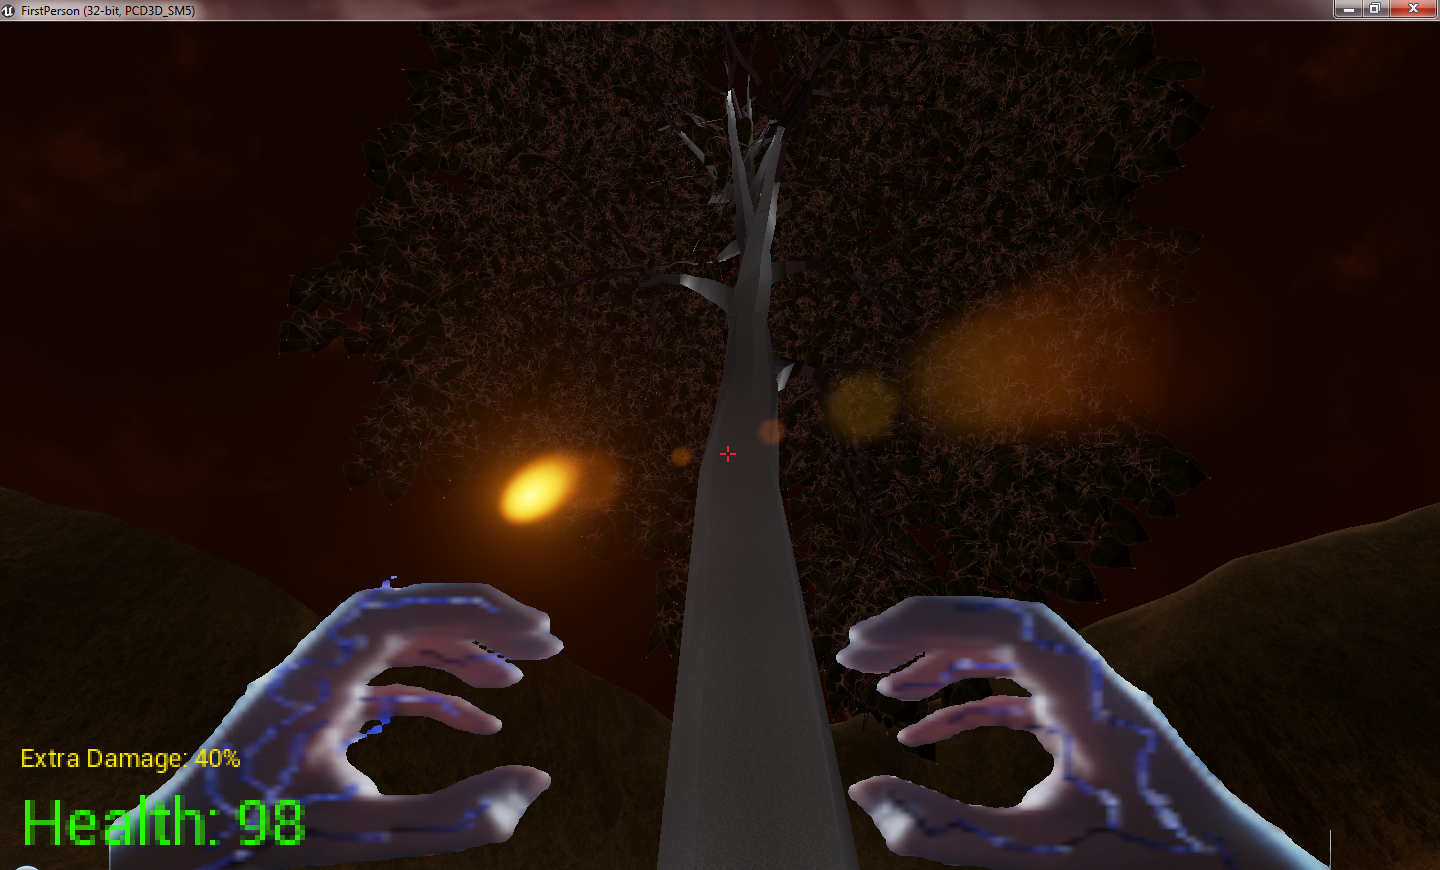 FirstPerson (32-bit, PCD3D_SM5)
Extra Damage: 40%
Health: 98